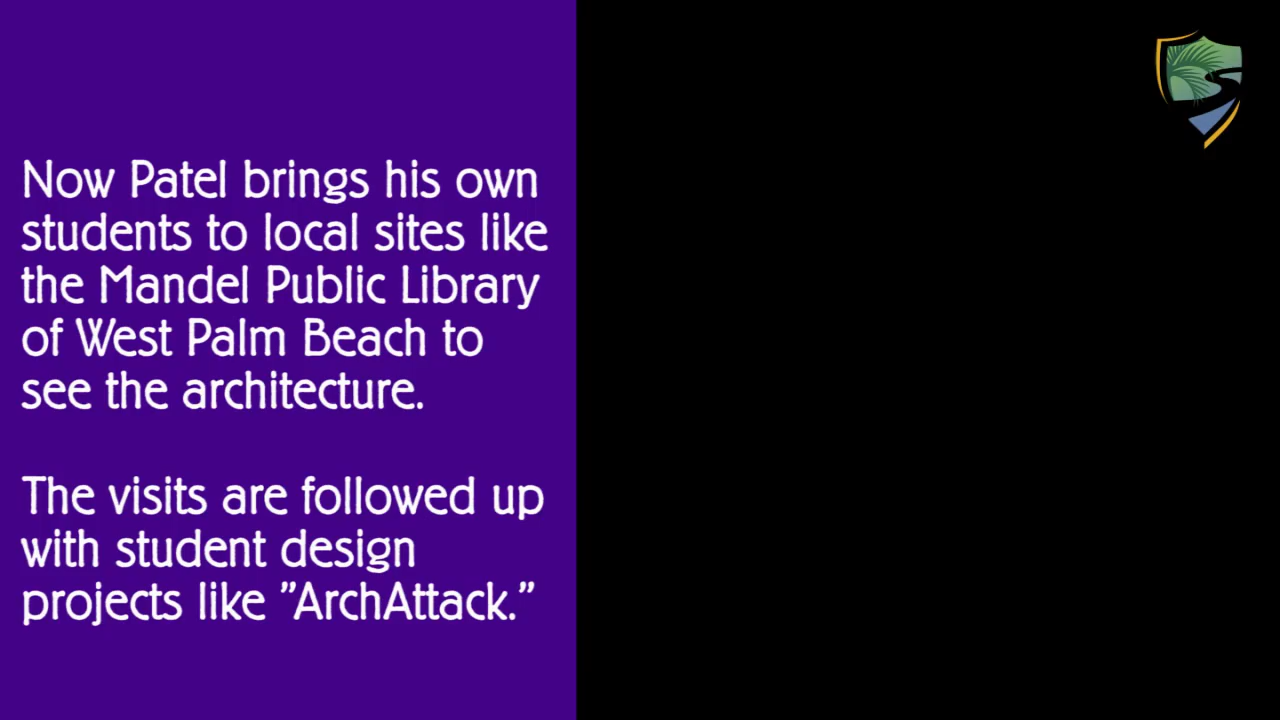 Now Patel brings his own
students to local sites like
the Mandel Public Library
of West Palm Beach to
see the architecture.
The visits are followed up
with student design
projects like ”ArchAttack.”